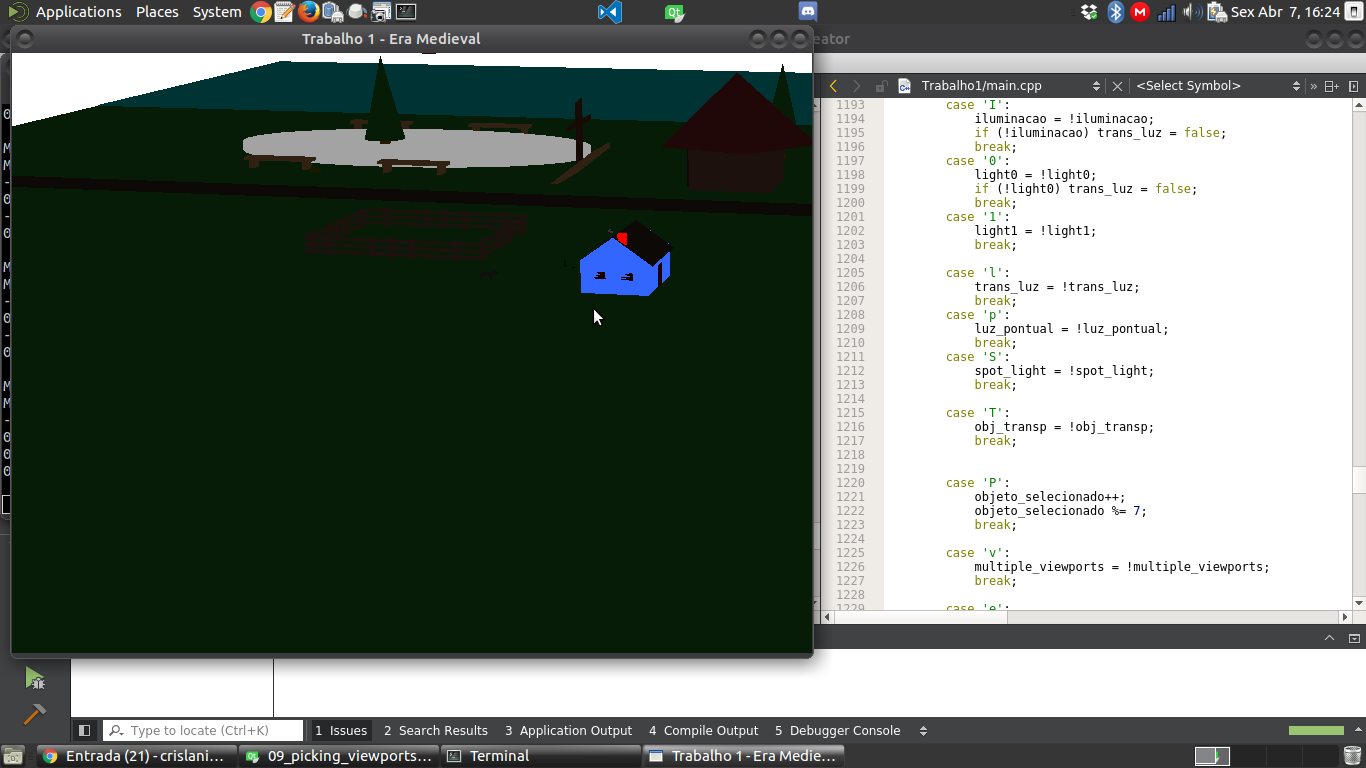 Applications Places System
Sex Abr 7, 16:24
Trabalho 1 - Era Medieval
eator
Trabalho1/main.cpp
<Select Symbol>
1193 case 'I':
1194 iluminacao = !iluminacao;
1195 if (!iluminacao) trans_luz = false;
1196 break;
1197 case '0':
1198 light0 = !light0;
1199 if (!light0) trans_luz = false;
1200 break;
1201 case '1':
1202 light1 = !light1;
1203 break;
1204
1205 case 'l':
1206 trans_luz = !trans_luz;
1207 break;
1208 case 'p':
1209 luz_pontual = !luz_pontual;
1210 break;
1211 case 'S':
1212 spot_light = !spot_light;
1213 break;
1214
1215 case 'T':
1216 obj_transp = !obj_transp;
1217 break;
1218
1219
1220 case 'P':
1221 objeto_selecionado++;
1222 objeto_selecionado %= 7;
1223 break;
1224
1225 case 'v':
1226 multiple_viewports = !multiple_viewports;
1227 break;
1228
1229 case 'e':
Type to locate (Ctrl+K)
1 Issues 2 Search Results 3 Application Output 4 Compile Output 5 Debugger Console
Entrada (21) - crislani...
09_picking_viewports...
Terminal
Trabalho 1 - Era Medie...